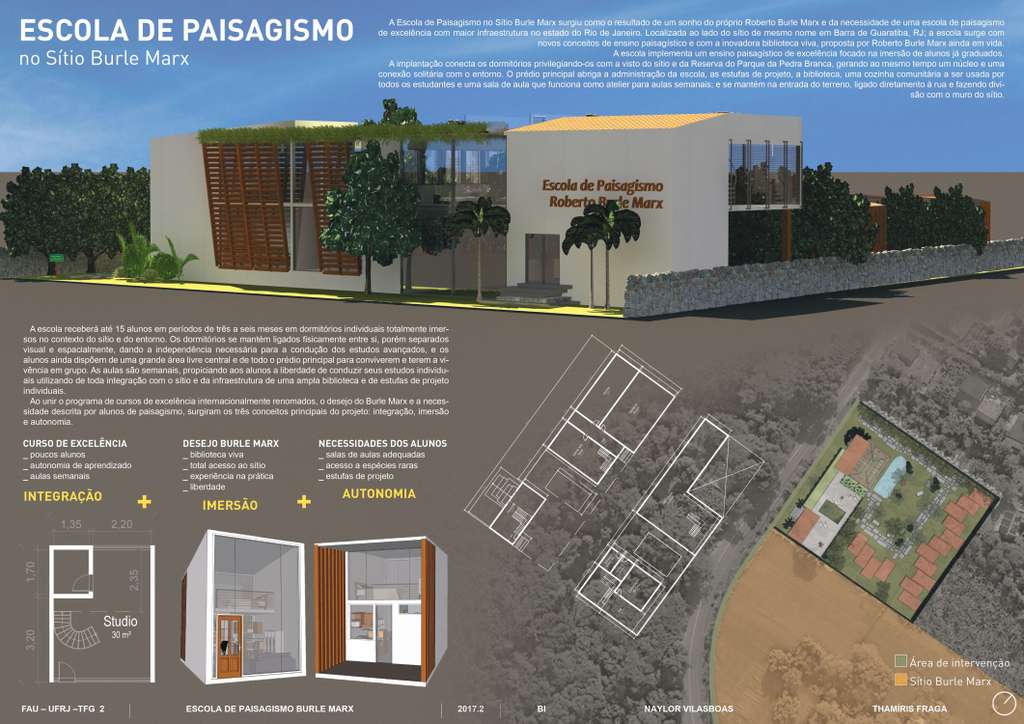 ESCOLA DE PAISAGISMO
no Sítio Burle Marx
A Escola de Paisagismo no Sítio Burle Marx surgiu como o resultado de um sonho do próprio Roberto Burle Marx e da necessidade de uma escola de paisagismo
de excelência com maior infraestrutura no estado do Rio de Janeiro. Localizada ao lado do sítio de mesmo nome em Barra de Guaratiba, RJ; a escola surge com
novos conceitos de ensino paisagístico e com a inovadora biblioteca viva, proposta por Roberto Burle Marx ainda em vida.
A escola implementa um ensino paisagístico de excelência focado na imersão de alunos já graduados.
A implantação conecta os dormitórios privilegiando-os com a visto do sítio e da Reserva do Parque da Pedra Branca, gerando ao mesmo tempo um núcleo e uma
conexão solitária com o entorno. O prédio principal abriga a administração da escola, as estufas de projeto, a biblioteca, uma cozinha comunitária a ser usada por
todos os estudantes e uma sala de aula que funciona como atelier para aulas semanais; e se mantém na entrada do terreno, ligado diretamento à rua e fazendo divi-
são com o muro do sítio.
Escola de Paisagismo
Roberto Burle Marx
A escola receberá até 15 alunos em períodos de três a seis meses em dormitórios individuais totalmente imer-
sos no contexto do sítio e do entorno. Os dormitórios se mantém ligados fisicamente entre si, porém separados
visual e espacialmente, dando a independência necessária para a condução dos estudos avançados, e os
alunos ainda dispõem de uma grande área livre central e de todo o prédio principal para conviverem e terem a vi-
vência em grupo. As aulas são semanais, propiciando aos alunos a liberdade de conduzir seus estudos individu-
ais utilizando de toda integração com o sítio e da infraestrutura de uma ampla biblioteca e de estufas de projeto
individuais.
Ao unir o programa de cursos de excelência internacionalmente renomados, o desejo do Burle Marx e a neces-
sidade descrita por alunos de paisagismo, surgiram os três conceitos principais do projeto: integração, imersão
e autonomia.
CURSO DE EXCELÊNCIA
_ poucos alunos
_ autonomia de aprendizado
_ aulas semanais
INTEGRAÇÃO
+
DESEJO BURLE MARX
_ biblioteca viva
_ total acesso ao sítio
_ experiência na prática
_ liberdade
IMERSÃO
+
NECESSIDADES DOS ALUNOS
_ salas de aulas adequadas
_ acesso a espécies raras
_ estufas de projeto
AUTONOMIA
1,35 2,20
1,70
2,35
3,20
Studio
30 m²
Área de intervenção
Sítio Burle Marx
FAU – UFRJ –TFG 2 ESCOLA DE PAISAGISMO BURLE MARX 2017.2 BI NAYLOR VILASBOAS THAMÍRIS FRAGA